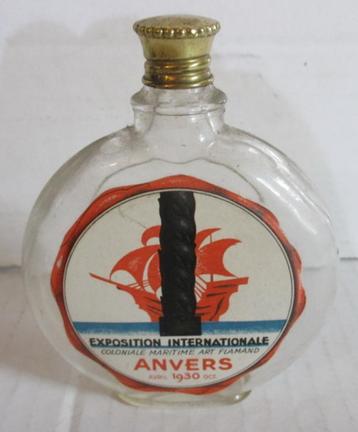 EXPOSITION INTERNATIONALE
COLONIALE MARITIME ART FLAMAND
ANVERS
AVRIL 1930 OCT.